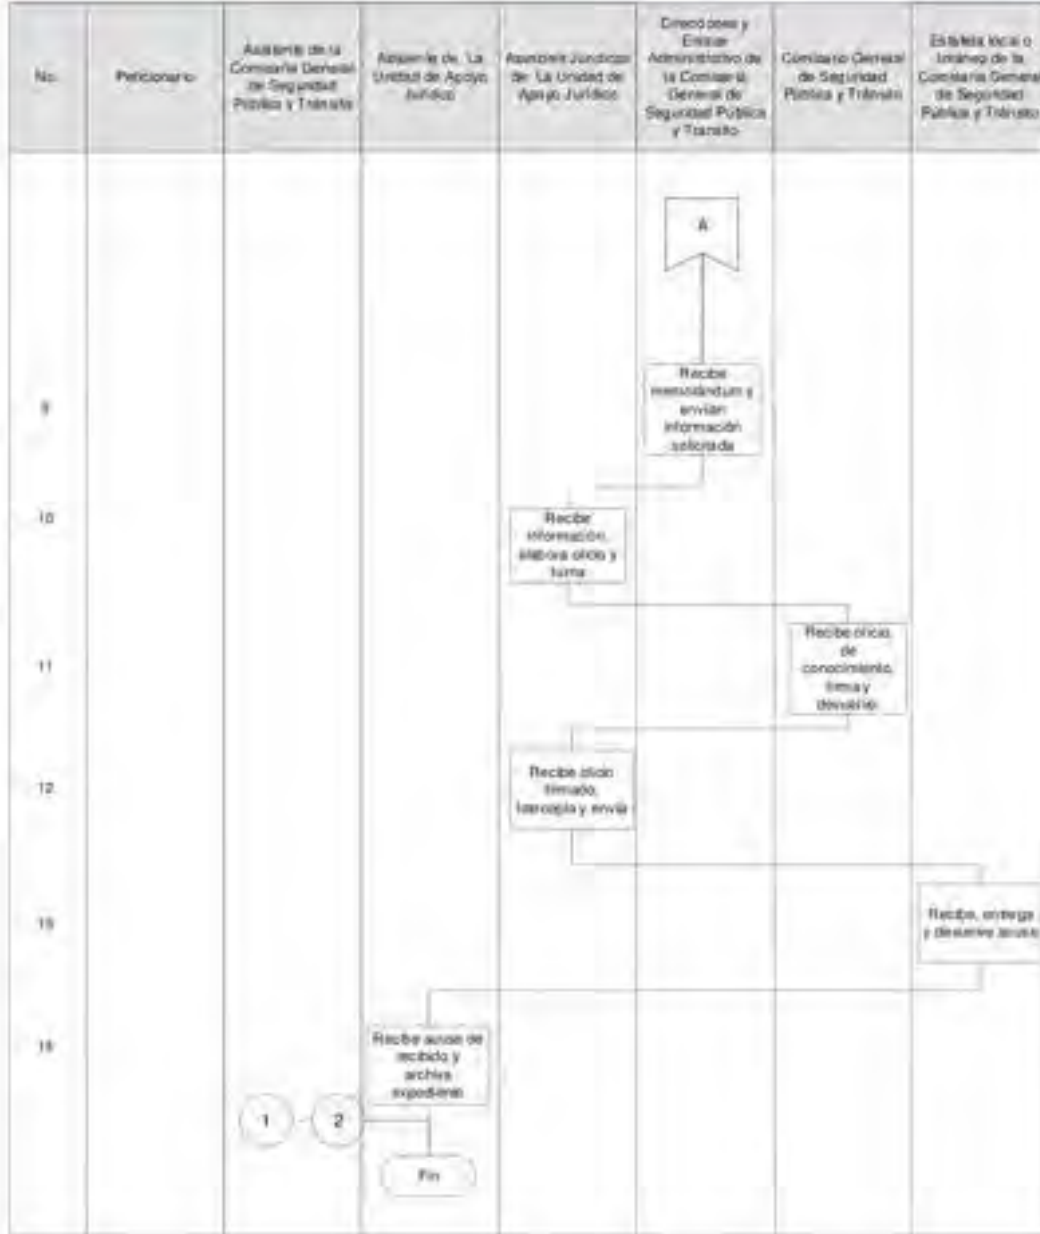 No.
Peticionario
Asistente de la
Comisaría General
de Seguridad
Pública y Tránsito
Asistente de La
Unidad de Apoyo
Jurídico
Asesores Jurídicos
de La Unidad de
Apoyo Jurídico
Direcciones y
Enlace
Administrativo de
la Comisaría
General de
Seguridad Pública
y Tránsito
Comisario General
de Seguridad
Pública y Tránsito
Estafeta local o
foránea de la
Comisaría General
de Seguridad
Pública y Tránsito
A
9
Recibe
memorándum y
envían
información
solicitada
10
Recibe
información,
elabora oficio y
turna
11
Recibe oficio,
de
conocimiento,
firma y
devuelve
12
Recibe oficio
firmado,
fotocopia y envía
Recibe, entrega
y devuelve acuse
Recibe acuse de
recibido y
archiva
expediente
1
2
Fin